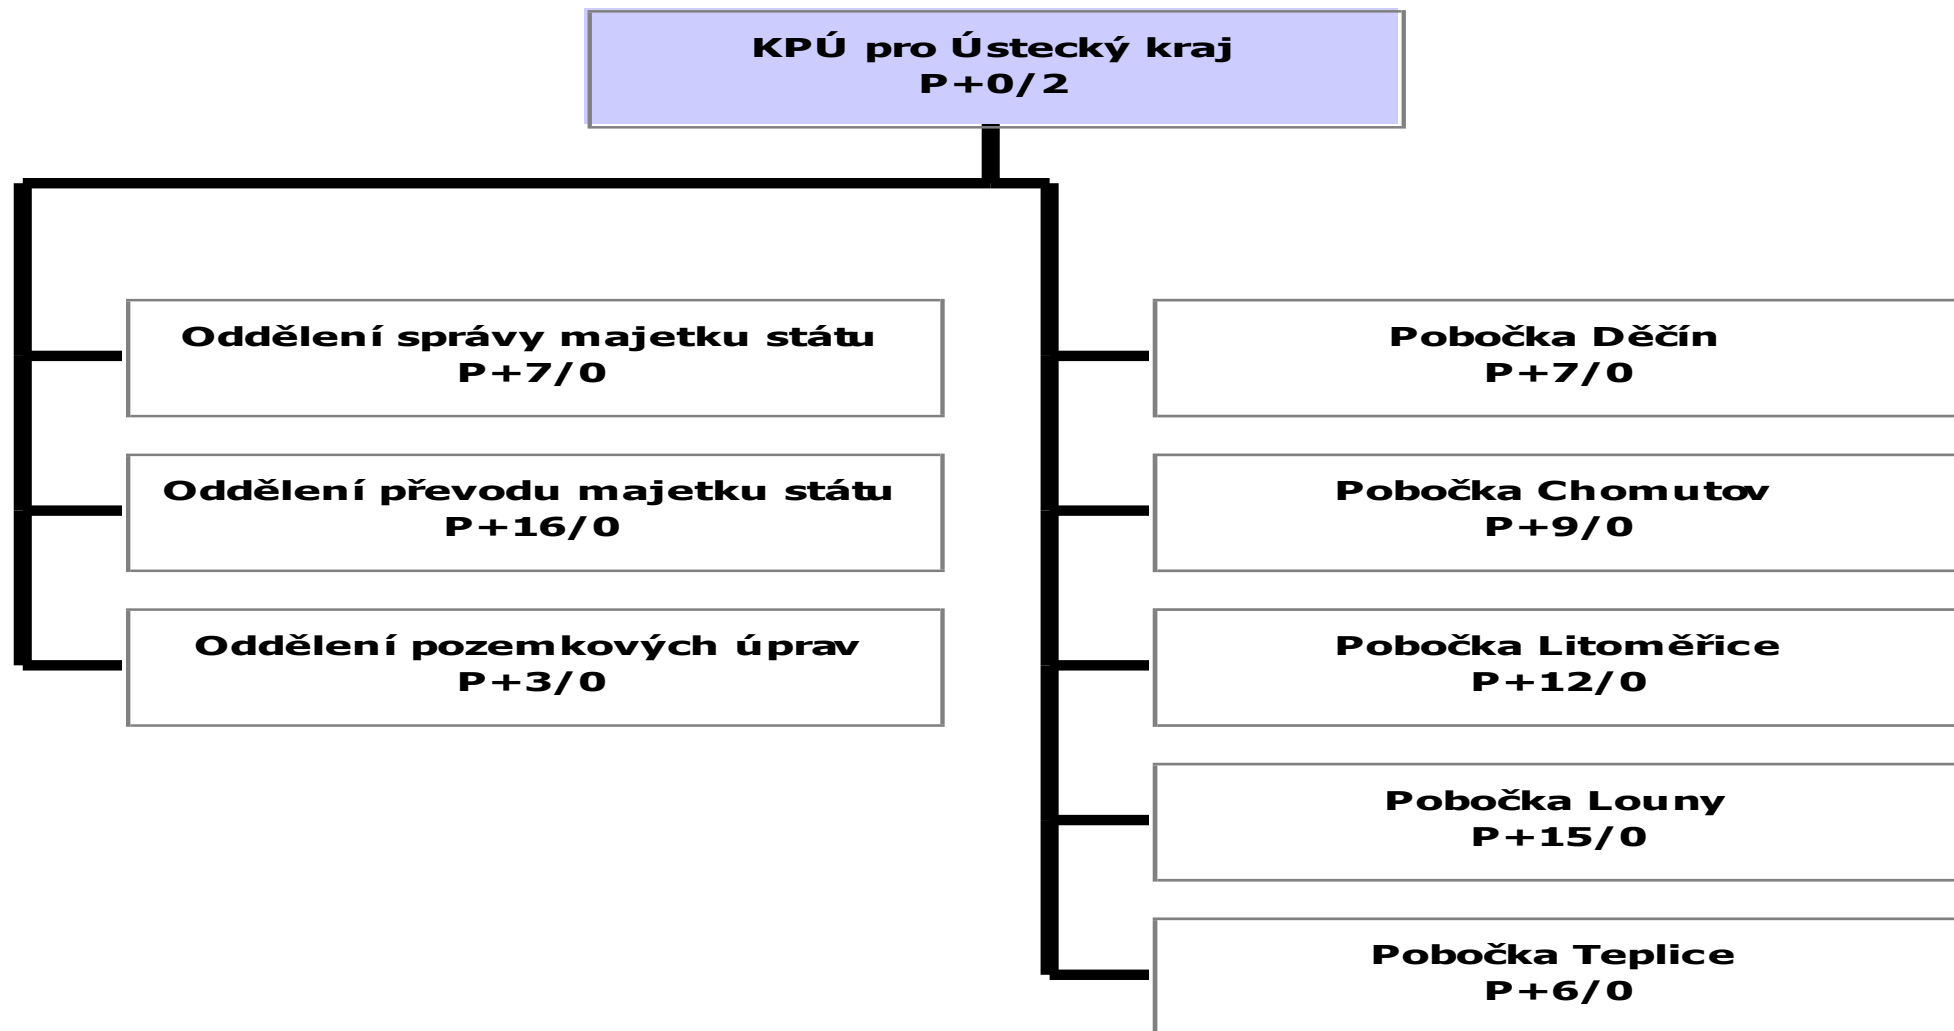 KPÚ pro Ústecký kraj
P+0/2
Oddělení správy majetku státu
P+7/0
Oddělení převodu majetku státu
P+16/0
Oddělení pozemkových úprav
P+3/0
Pobočka Děčín
P+7/0
Pobočka Chomutov
P+9/0
Pobočka Litoměřice
P+12/0
Pobočka Louny
P+15/0
Pobočka Teplice
P+6/0